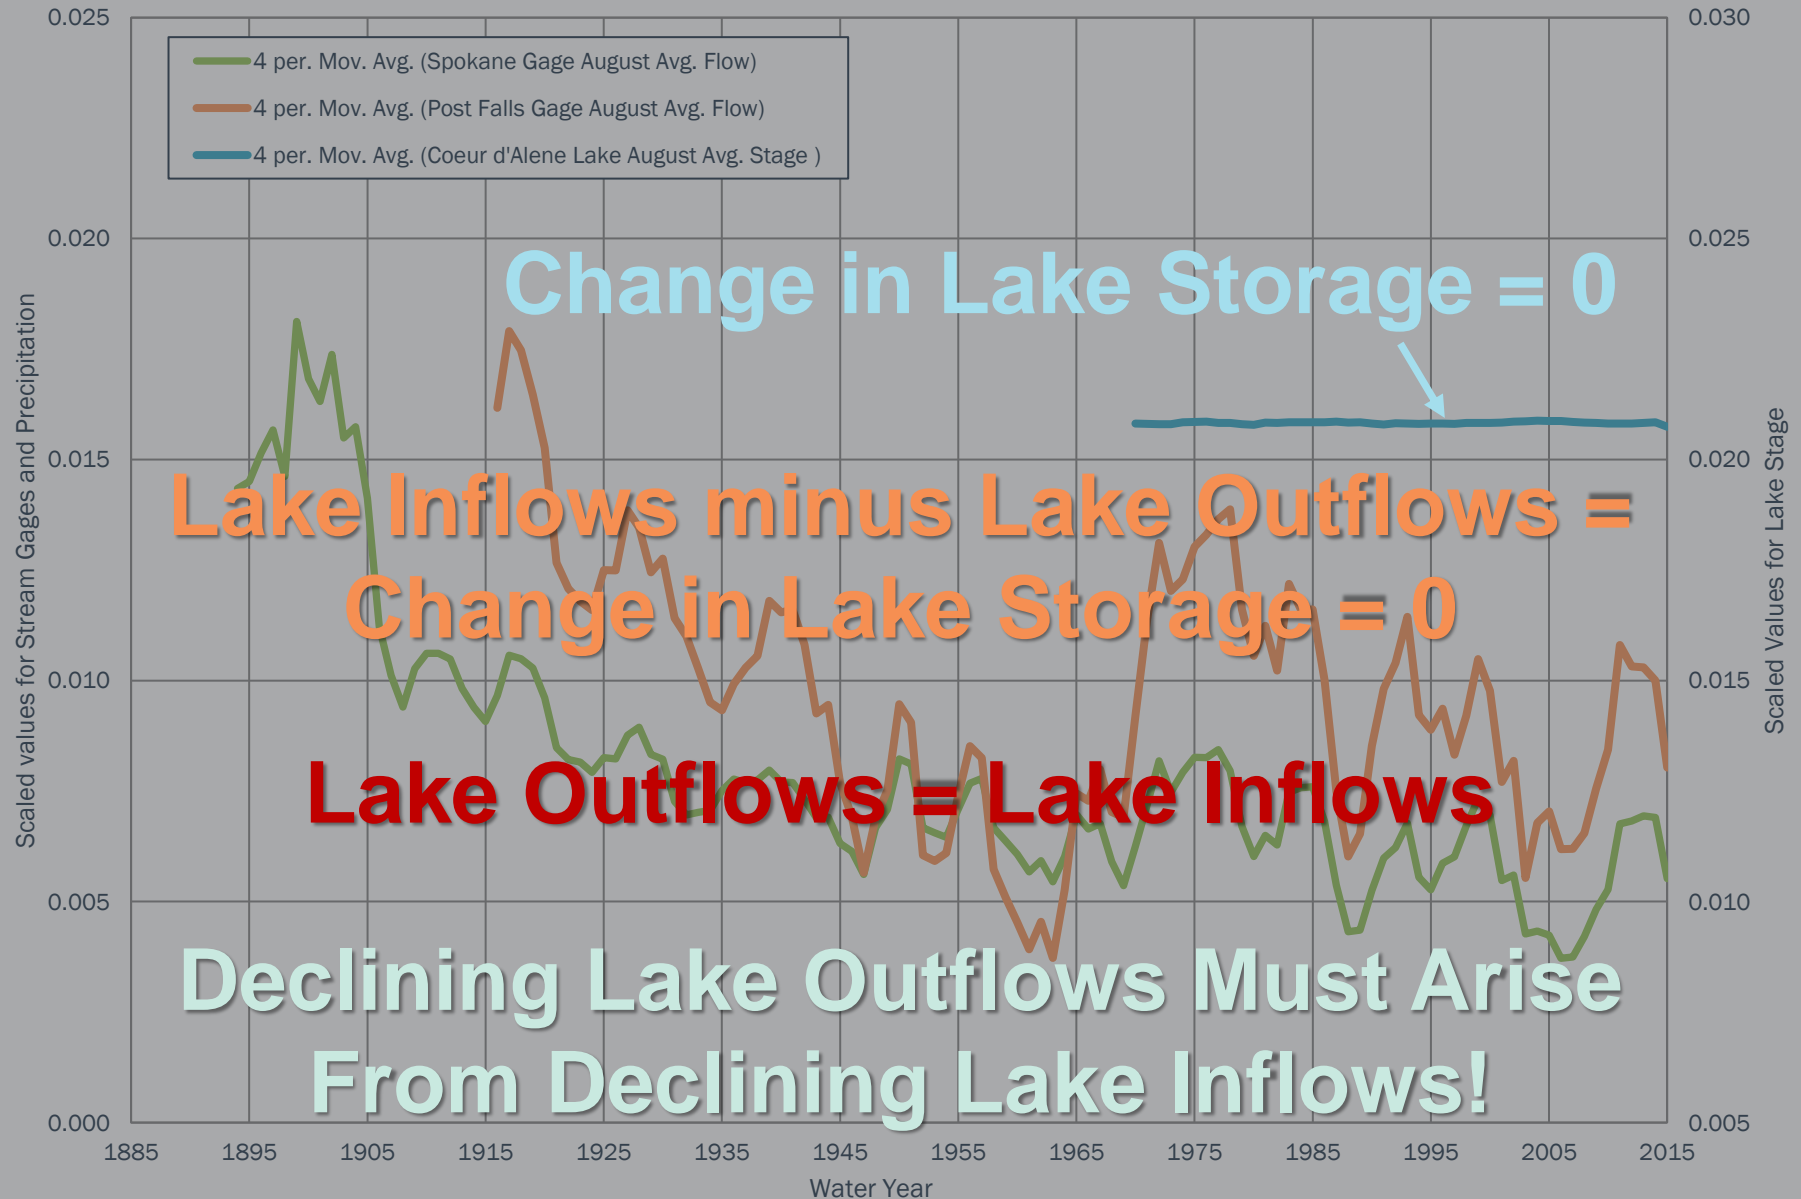 0.025
0.030
4 per. Mov. Avg. (Spokane Gage August Avg. Flow)
4 per. Mov. Avg. (Post Falls Gage August Avg. Flow)
4 per. Mov. Avg. (Coeur d'Alene Lake August Avg. Stage )
0.020
0.025
Change in Lake Storage = 0
Scaled values for Stream Gages and Precipitation
Scaled Values for Lake Stage
0.015
0.020
Lake Inflows minus Lake Outflows =
Change in Lake Storage = 0
0.010
0.015
Lake Outflows = Lake Inflows
0.005
0.010
Declining Lake Outflows Must Arise
From Declining Lake Inflows!
0.000
0.005
1885 1895 1905 1915 1925 1935 1945 1955 1965 1975 1985 1995 2005 2015
Water Year